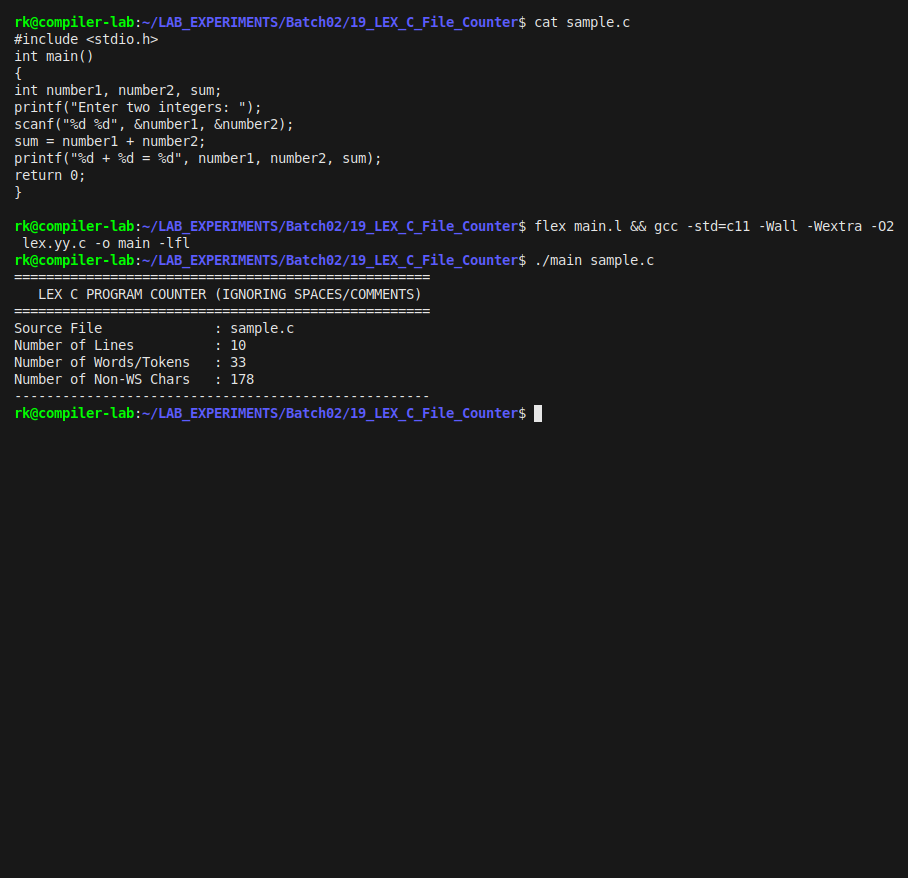 rk@compiler-lab:~/LAB_EXPERIMENTS/Batch02/19_LEX_C_File_Counter$ cat sample.c
#include <stdio.h>
int main()
{
int number1, number2, sum;
printf("Enter two integers: ");
scanf("%d %d", &number1, &number2);
sum = number1 + number2;
printf("%d + %d = %d", number1, number2, sum);
return 0;
}
rk@compiler-lab:~/LAB_EXPERIMENTS/Batch02/19_LEX_C_File_Counter$ flex main.l && gcc -std=c11 -Wall -Wextra -O2
 lex.yy.c -o main -lfl
rk@compiler-lab:~/LAB_EXPERIMENTS/Batch02/19_LEX_C_File_Counter$ ./main sample.c
====================================================
   LEX C PROGRAM COUNTER (IGNORING SPACES/COMMENTS)
====================================================
Source File              : sample.c
Number of Lines          : 10
Number of Words/Tokens   : 33
Number of Non-WS Chars   : 178
----------------------------------------------------
rk@compiler-lab:~/LAB_EXPERIMENTS/Batch02/19_LEX_C_File_Counter$